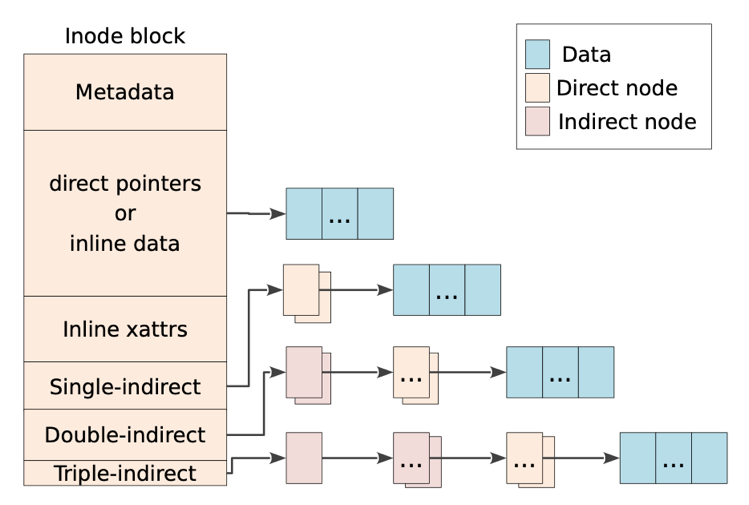 Inode block
Metadata
direct pointers
or
inline data
Inline xattrs
Single-indirect
Double-indirect
Triple-indirect
...
...
...
...
...
...
...
Data
Direct node
Indirect node